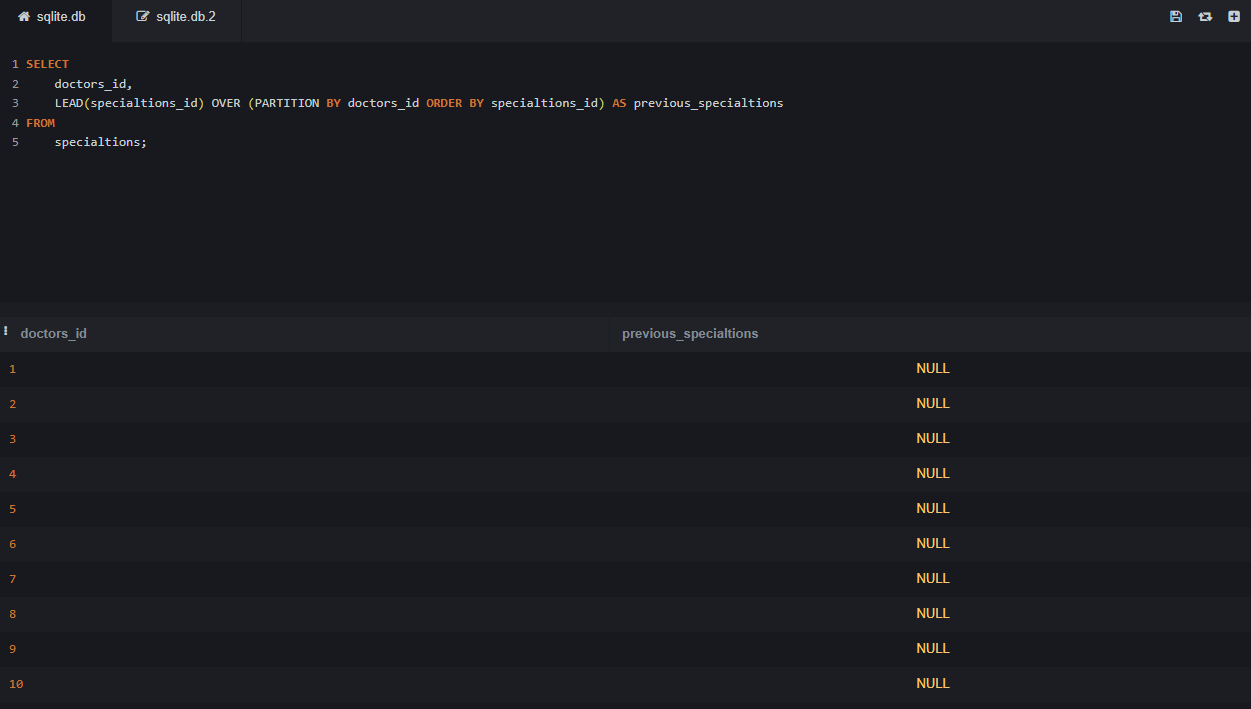 sqlite.db sqlite.db.2
1 SELECT
2 doctors_id,
3 LEAD(specialtions_id) OVER (PARTITION BY doctors_id ORDER BY specialtions_id) AS previous_specialtions
4 FROM
5 specialtions;
doctors_id previous_specialtions
1 NULL
2 NULL
3 NULL
4 NULL
5 NULL
6 NULL
7 NULL
8 NULL
9 NULL
10 NULL